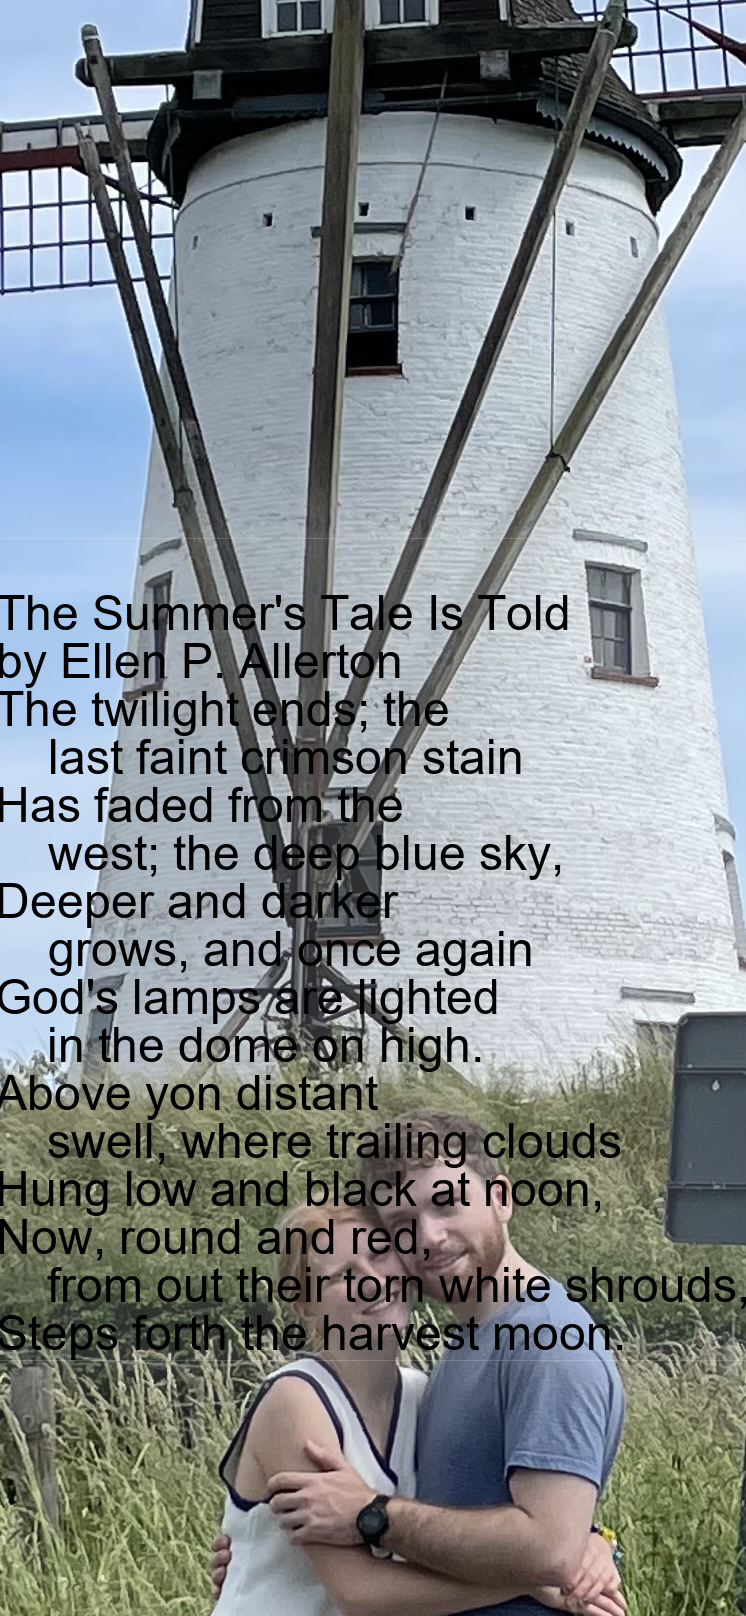 The Summer's Tale Is Told
by Ellen P. Allerton
The twilight ends; the
last faint crimson stain
Has faded from the
west; the deep blue sky,
Deeper and darker
grows, and once again
God's lamps are lighted
in the dome on high.
Above yon distant
swell, where trailing clouds
Hung low and black at noon,
Now, round and red,
from out their torn white shrouds,
Steps forth the harvest moon.